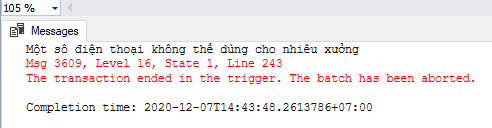 105 %
Messages
Một số điện thoại không thể dùng cho nhiêu xưởng
Msg 3609, Level 16, State 1, Line 243
The transaction ended in the trigger. The batch has been aborted.
Completion time: 2020-12-07T14:43:48.2613786+07:00